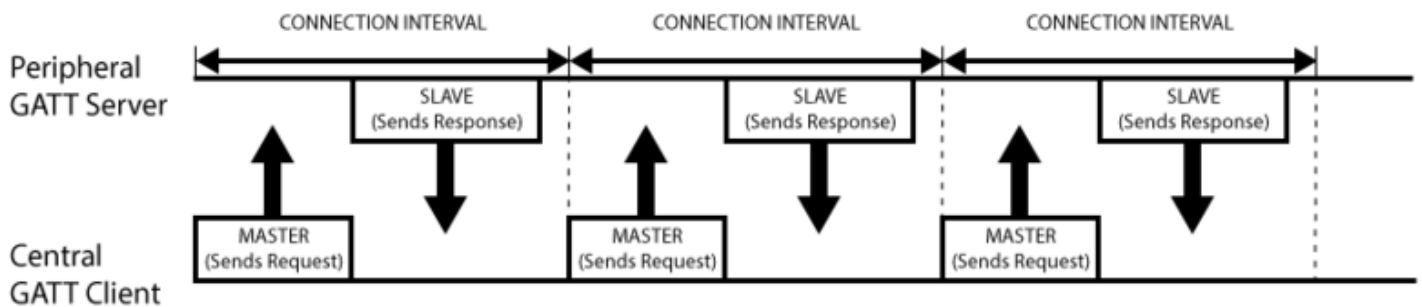 CONNECTION INTERVAL
CONNECTION INTERVAL
CONNECTION INTERVAL
Peripheral
GATT Server
SLAVE
(Sends Response)
SLAVE
(Sends Response)
SLAVE
(Sends Response)
MASTER
(Sends Request)
MASTER
(Sends Request)
MASTER
(Sends Request)
Central
GATT Client